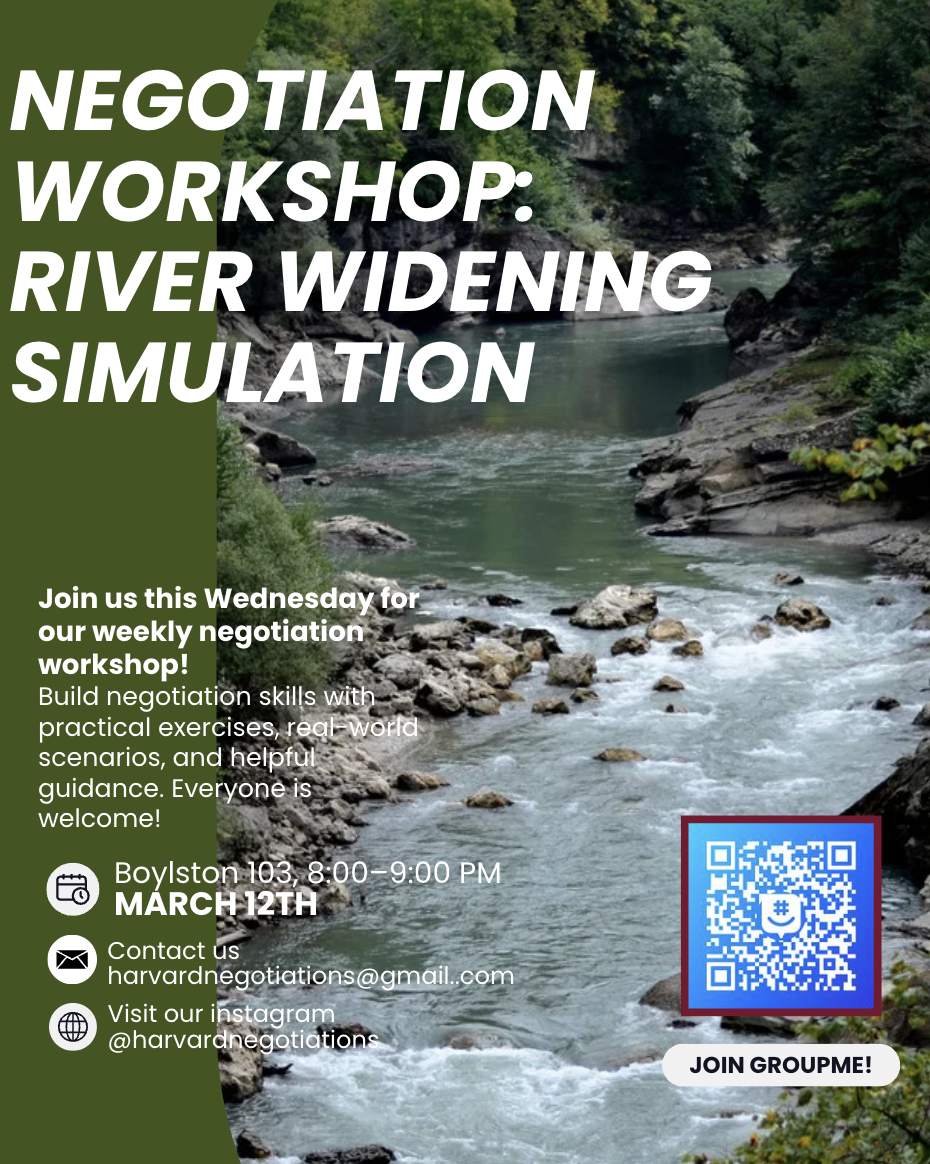 NEGOTIATION
WORKSHOP:
RIVER WIDENING
SIMULATION
Join us this Wednesday for
our weekly negotiation
workshop!
Build negotiation skills with
practical exercises, real-world
scenarios, and helpful
guidance. Everyone is
welcome!
Boylston 103, 8:00–9:00 PM
MARCH 12TH
Contact us
harvardnegotiations@gmail..com
Visit our instagram
@harvardnegotiations
#
JOIN GROUPME!